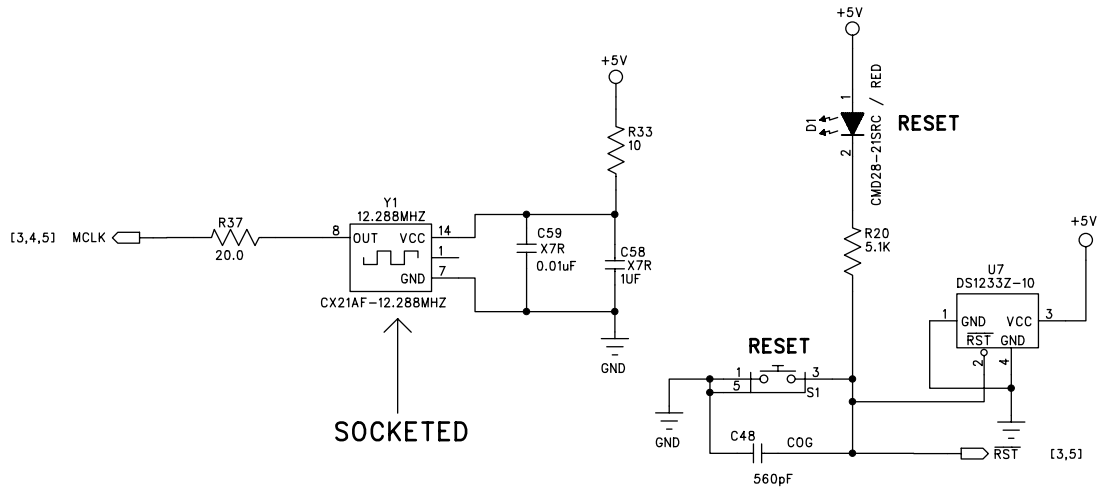 +5V
R33
10
Y1
12.288MHZ
[3,4,5] MCLK
R37
20.0
8
OUT VCC
14
1
GND
7
CX21AF-12.288MHZ
C59
X7R
0.01uF
C58
X7R
1UF
GND
SOCKETED
+5V
1
D1
2
CMD28-21SRC / RED
RESET
R20
5.1K
+5V
U7
DS1233Z-10
1
GND VCC
3
RST GND
2
4
RESET
1
5
3
S1
GND
C48
COG
560pF
RST [3,5]